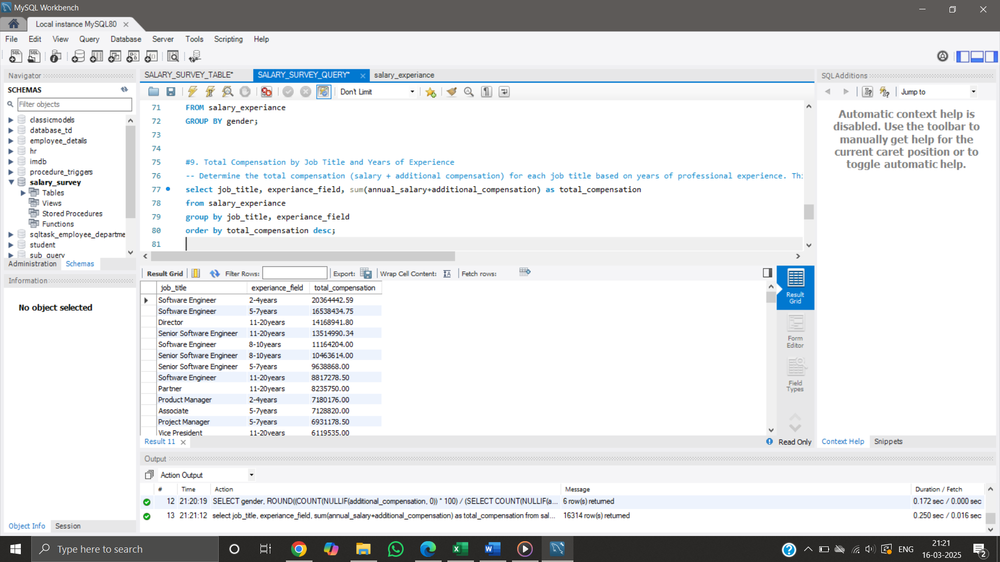 MySQL Workbench
Local instance MySQL80
File Edit View Query Database Server Tools Scripting Help
Navigator
SCHEMAS
Filter objects
classicmodels
database_td
employee_details
hr
imdb
procedure_triggers
salary_survey
Tables
Views
Stored Procedures
Functions
sqltask_employee_departme
student
sub_query
Administration Schemas
Information
No object selected
Object Info Session
SALARY_SURVEY_TABLE* SALARY_SURVEY_QUERY* salary_experiance
Don't Limit
71 FROM salary_experiance
72 GROUP BY gender;
73
74
75 #9. Total Compensation by Job Title and Years of Experience
76 -- Determine the total compensation (salary + additional compensation) for each job title based on years of professional experience. Thi
77 select job_title, experiance_field, sum(annual_salary+additional_compensation) as total_compensation
78 from salary_experiance
79 group by job_title, experiance_field
80 order by total_compensation desc;
81
Result Grid Filter Rows: Export: Wrap Cell Content: Fetch rows:
job_title experiance_field total_compensation
Software Engineer 2-4years 20364442.59
Software Engineer 5-7years 16538434.75
Director 11-20years 14168941.80
Senior Software Engineer 11-20years 13514990.34
Software Engineer 8-10years 11164204.00
Senior Software Engineer 8-10years 10463614.00
Senior Software Engineer 5-7years 9638868.00
Software Engineer 11-20years 8817278.50
Partner 11-20years 8235750.00
Product Manager 2-4years 7180176.00
Associate 5-7years 7128820.00
Project Manager 5-7years 6931178.50
Vice President 11-20years 6119535.00
Result 11
Read Only
Result
Grid
Form
Editor
Field
Types
SQLAdditions
Jump to
Automatic context help is
disabled. Use the toolbar to
manually get help for the
current caret position or to
toggle automatic help.
Context Help Snippets
Output
Action Output
# Time Action Message Duration / Fetch
12 21:20:19 SELECT gender, ROUND((COUNT(NULLIF(additional_compensation, 0)) * 100) / (SELECT COUNT(NULLIF(a... 6 row(s) returned 0.172 sec / 0.000 sec
13 21:21:12 select job_title, experiance_field, sum(annual_salary+additional_compensation) as total_compensation from sal... 16314 row(s) returned 0.250 sec / 0.016 sec
Type here to search
ENG
21:21
16-03-2025
2